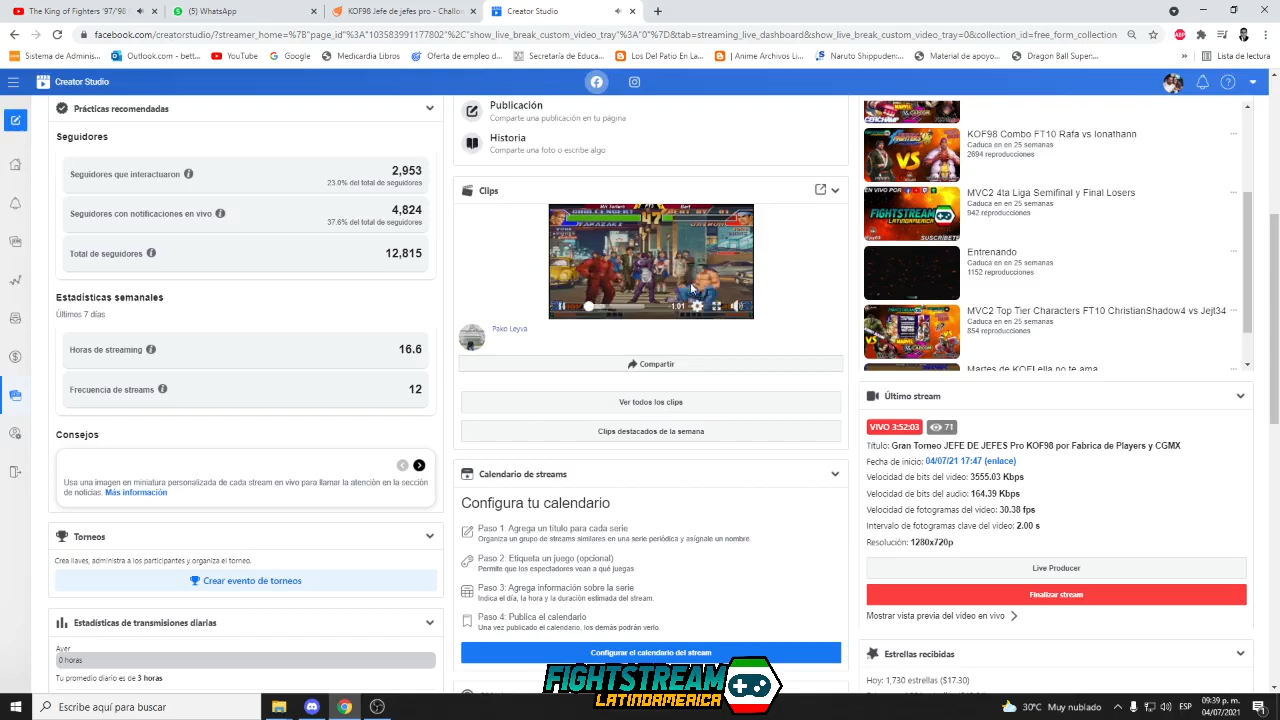 The King of Fighters '97/'98
(5) WhatsApp
KOF98 Jefe de jefes pro - Challon
Creator Studio
facebook.com/creatorstudio/?streamer_home=B"page_id"%3A"103583991177802"%2C"
Sistema de Adminis...
Outlook.com - bett...
YouTube
Google
Medicardio Libros
Oferta de empleo d...
Secretaria de Educa...
Los Del Patio En La...
Animes Archivos - L...
Naruto Shippuden:...
Material de apoyo...
Dragon Ball Super:...
»
Lista de lectura
Creator Studio
Prácticas recomendadas
Seguidores
Seguidores que interactuaron
2,953
23.0% del total de seguidores
Seguidores con notificaciones en vivo
4,824
37.6% del total de seguidores
Total de seguidores
12,815
Estadísticas semanales
Últimos 7 días
Horas de streaming
16.6
Frecuencia de streams
12
Consejos
Usa una imagen en miniatura personalizada de cada stream en vivo para llamar la atención en la sección
de noticias. Más información
Torneos
Crea llaves, administra a los participantes y organiza el torneo.
Crear evento de torneos
Estadísticas de transmisiones diarias
Ayer
0 horas
Tu promedio diario es de 3 horas
Publicación
Comparte una publicación en tu página
Historia
Comparte una foto o escribe algo
Clips
47
1:01
Pako Leyva
Compartir
Ver todos los clips
Clips destacados de la semana
Calendario de streams
Configura tu calendario
Paso 1: Agrega un título para cada serie
Organiza un grupo de streams similares en una serie periódica y asígnale un nombre.
Paso 2: Etiqueta un juego (opcional)
Permite que los espectadores vean a qué juegas
Paso 3: Agrega información sobre la serie
Indica el día, la hora y la duración estimada del stream.
Paso 4: Publica el calendario
Una vez publicado el calendario, los demás podrán verlo.
Configurar el calendario del stream
FIGHTSTREAM
LATINOAMERICA
KOF98 Combo FT10 Rafa vs Ionathann
Caduca en en 25 semanas
2694 reproducciones
VS
MVC2 4ta Liga Semifinal y Final Losers
Caduca en en 25 semanas
942 reproducciones
EN VIVO POR
FIGHTSTREAM
LATINOAMERICA
SUSCRÍBETE
Entrenando
Caduca en en 25 semanas
1152 reproducciones
MVC2 Top Tier Characters FT10 ChristianShadow4 vs Jejt34
Caduca en en 25 semanas
854 reproducciones
Martes de KOF! ella no te ama
Último stream
VIVO 3:52:03
71
Título: Gran Torneo JEFE DE JEFES Pro KOF98 por Fabrica de Players y CGMX
Fecha de inicio: 04/07/21 17:47 (enlace)
Velocidad de bits del video: 3555.03 Kbps
Velocidad de bits del audio: 164.39 Kbps
Velocidad de fotogramas del video: 30.38 fps
Intervalo de fotogramas clave del video: 2.00 s
Resolución: 1280x720p
Live Producer
Finalizar stream
Mostrar vista previa del video en vivo
Estrellas recibidas
Hoy: 1,730 estrellas ($17.30)
Escribe aquí para buscar
30°C Muy nublado
ESP
09:39 p. m.
04/07/2021